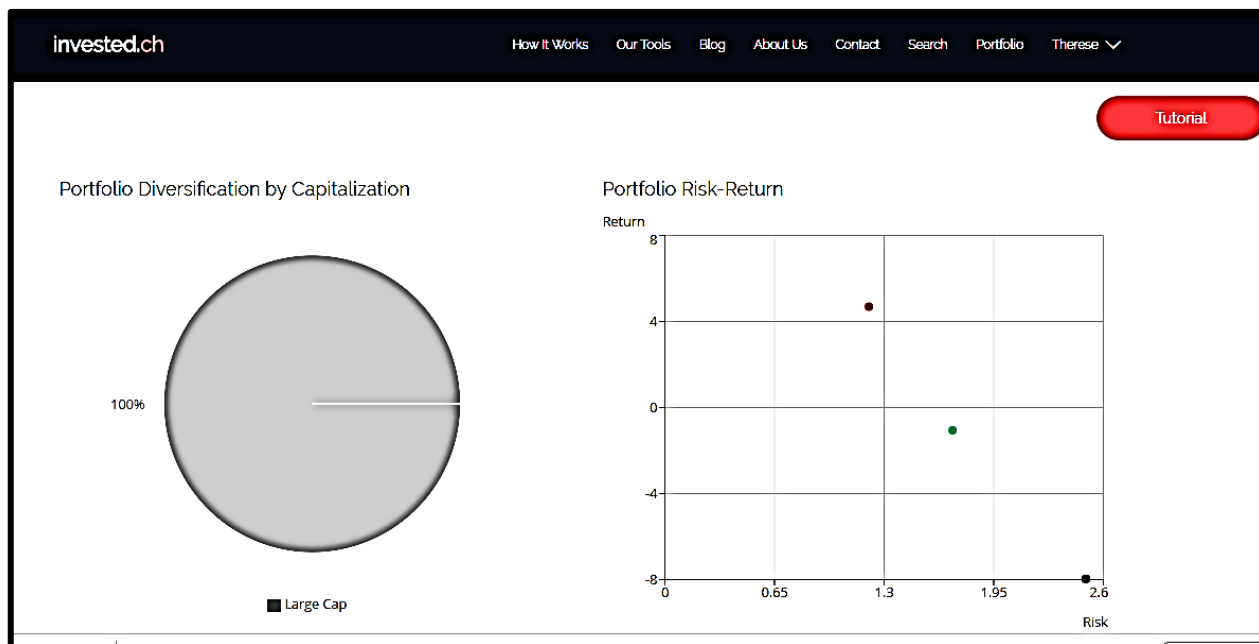 invested.ch
How It Works Our Tools Blog About Us Contact Search Portfolio Therese
Tutorial
Portfolio Diversification by Capitalization
100%
Large Cap
Portfolio Risk-Return
Return
8
4
0
-4
-8
0 0.65 1.3 1.95 2.6
Risk